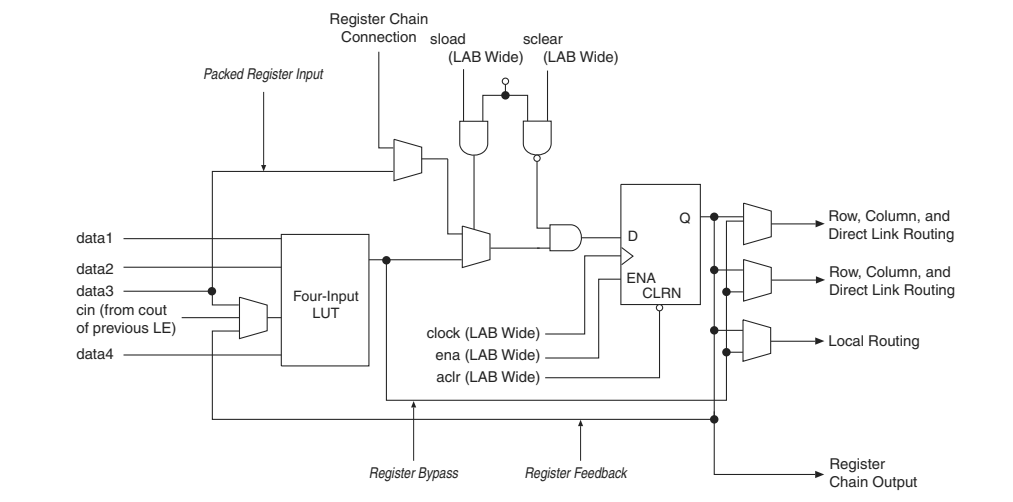 Register Chain
Connection
sload
(LAB Wide)
sclear
(LAB Wide)
Packed Register Input
data1
data2
data3
cin (from cout
of previous LE)
data4
Four-Input
LUT
D
Q
ENA
CLRN
clock (LAB Wide)
ena (LAB Wide)
aclr (LAB Wide)
Row, Column, and
Direct Link Routing
Row, Column, and
Direct Link Routing
Local Routing
Register Bypass
Register Feedback
Register
Chain Output